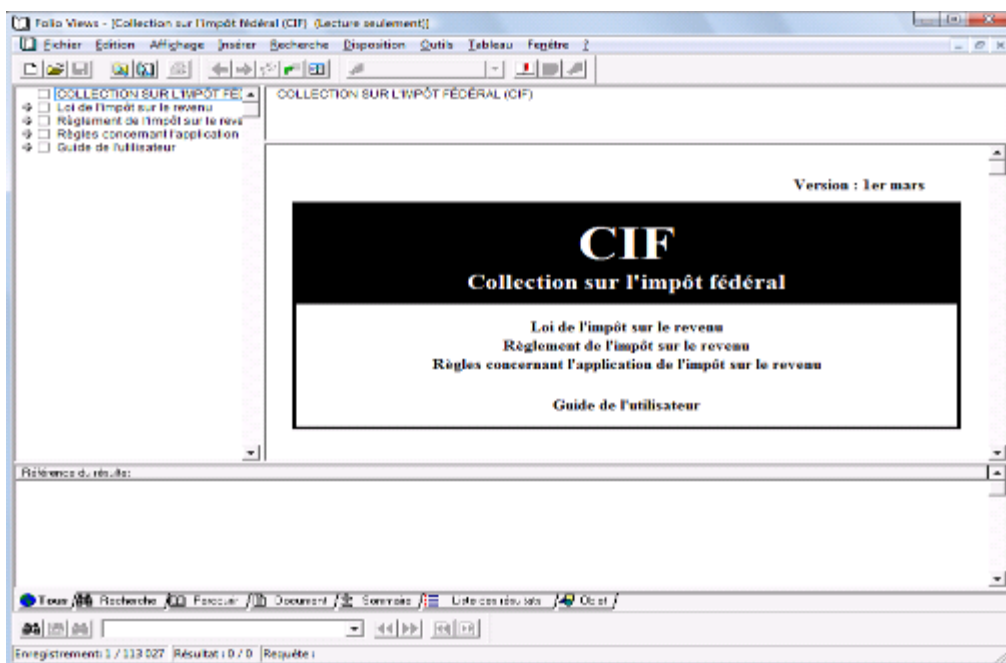 Folio Views - [Collection sur l'impôt fédéral (CIF) (Lecture seulement)]
Fichier Edition Affichage Insérer Recherche Disposition Outils Tableau Fenêtre ?
COLLECTION SUR L'IMPÔT FÉ
Loi de l'impôt sur le revenu
Règlement de l'impôt sur le reve
Règles concernant l'application
Guide de l'utilisateur
COLLECTION SUR L'IMPÔT FÉDÉRAL (CIF)
Version : 1er mars
CIF
Collection sur l'impôt fédéral
Loi de l'impôt sur le revenu
Règlement de l'impôt sur le revenu
Règles concernant l'application de l'impôt sur le revenu
Guide de l'utilisateur
Référence du résultat:
Tous Recherche Parcourir Document Sommaire Liste des résultats Objet
Enregistrement: 1 / 113 027 Résultat : 0 / 0 Requête :